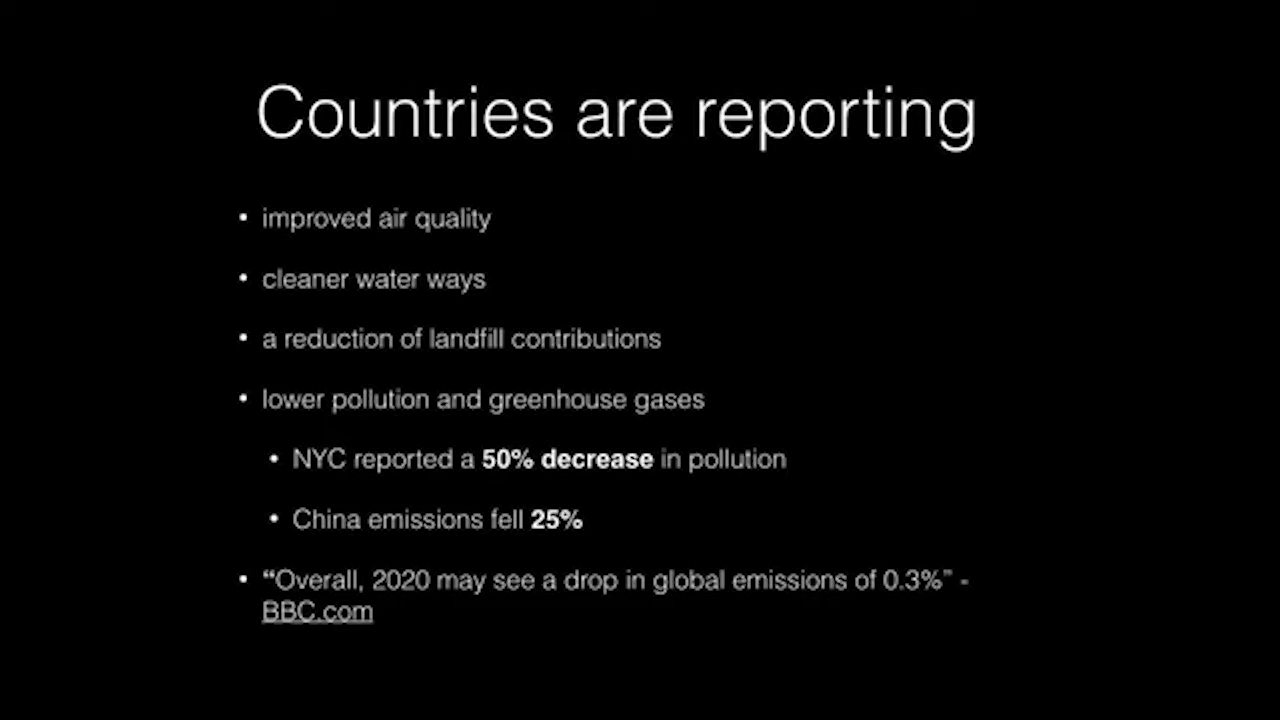 Countries are reporting
• improved air quality
• cleaner water ways
• a reduction of landfill contributions
• lower pollution and greenhouse gases
• NYC reported a 50% decrease in pollution
• China emissions fell 25%
• “Overall, 2020 may see a drop in global emissions of 0.3%” -
BBC.com